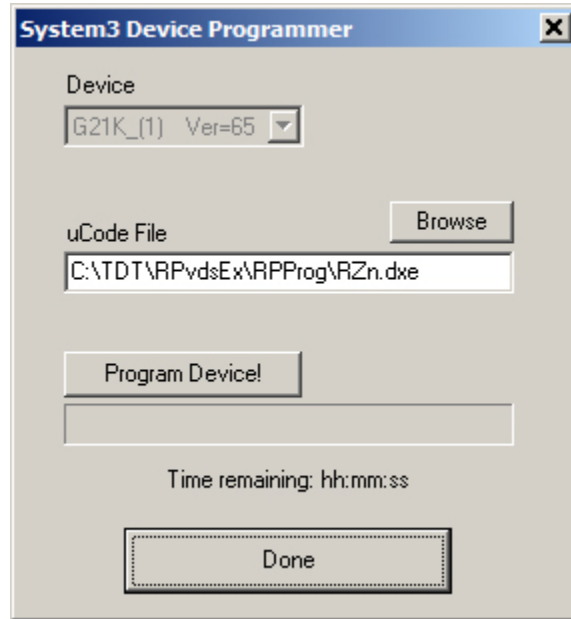 System3 Device Programmer
Device
G21K_(1) Ver=65
Browse
uCode File
C:\TDT\RPvdsEx\RPProg\RZn.dxe
Program Device!
Time remaining: hh:mm:ss
Done